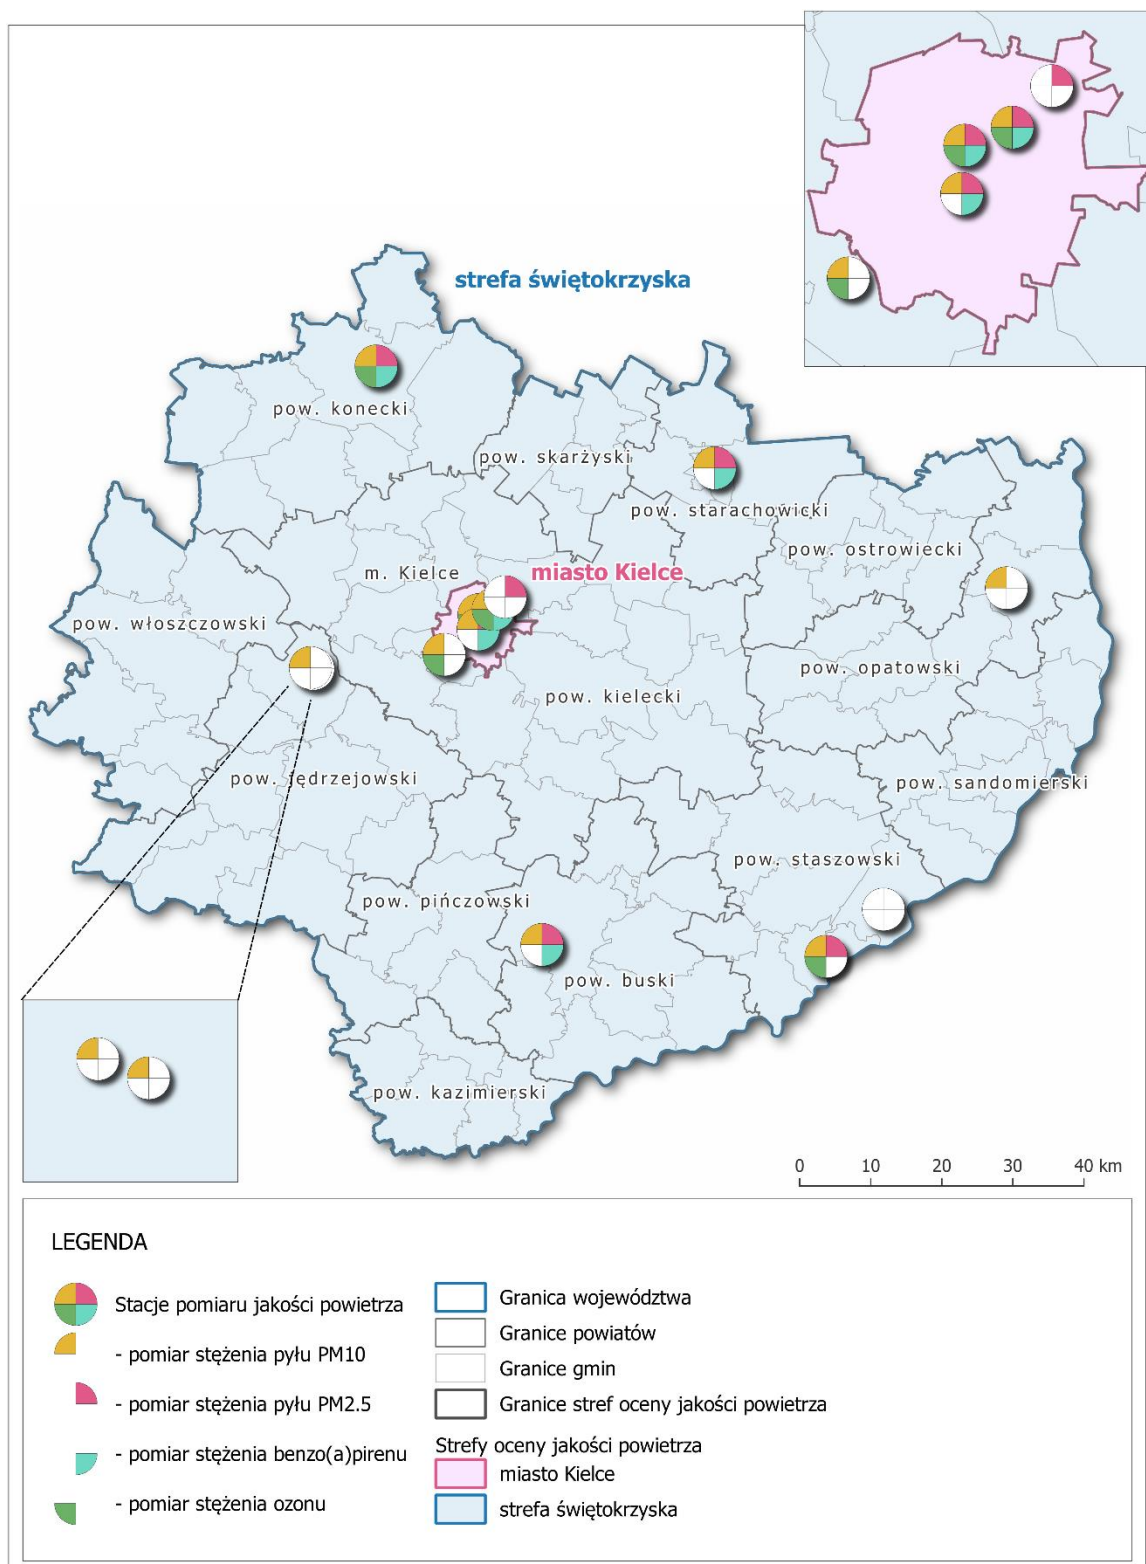 strefa świętokrzyska
pow. konecki
pow. skarżyski
pow. starachowicki
pow. ostrowiecki
m. Kielce
miasto Kielce
pow. włoszczowski
pow. opatowski
pow. kielecki
pow. jędrzejowski
pow. sandomierski
pow. staszowski
pow. pińczowski
pow. buski
pow. kazimierski
0 10 20 30 40 km
LEGENDA
Stacje pomiaru jakości powietrza
- pomiar stężenia pyłu PM10
- pomiar stężenia pyłu PM2.5
- pomiar stężenia benzo(a)pirenu
- pomiar stężenia ozonu
Granica województwa
Granice powiatów
Granice gmin
Granice stref oceny jakości powietrza
Strefy oceny jakości powietrza
miasto Kielce
strefa świętokrzyska